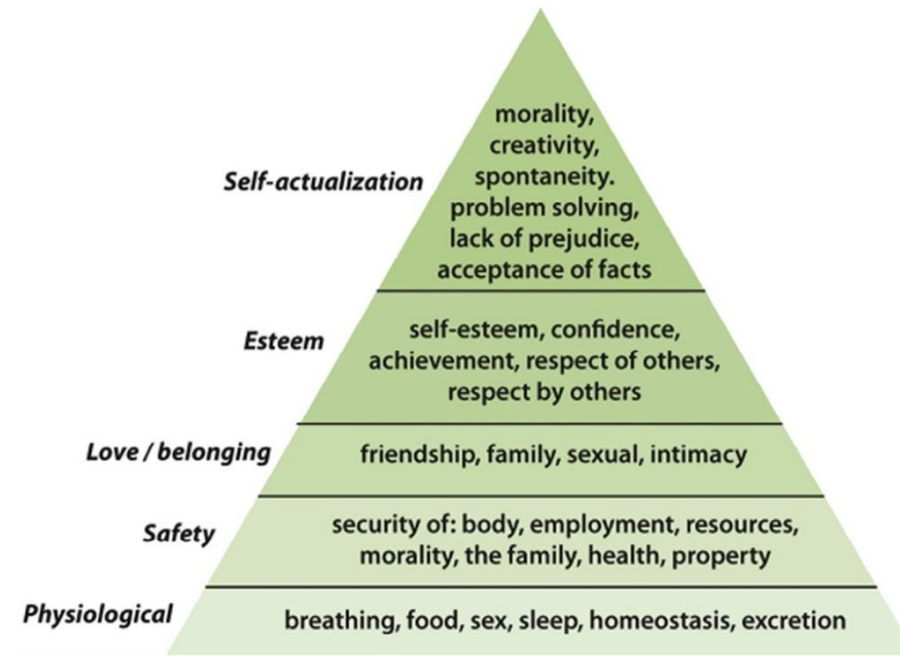 morality,
creativity,
spontaneity.
problem solving,
lack of prejudice,
acceptance of facts
Self-actualization
self-esteem, confidence,
achievement, respect of others,
respect by others
Esteem
friendship, family, sexual, intimacy
Love / belonging
security of: body, employment, resources,
morality, the family, health, property
Safety
breathing, food, sex, sleep, homeostasis, excretion
Physiological